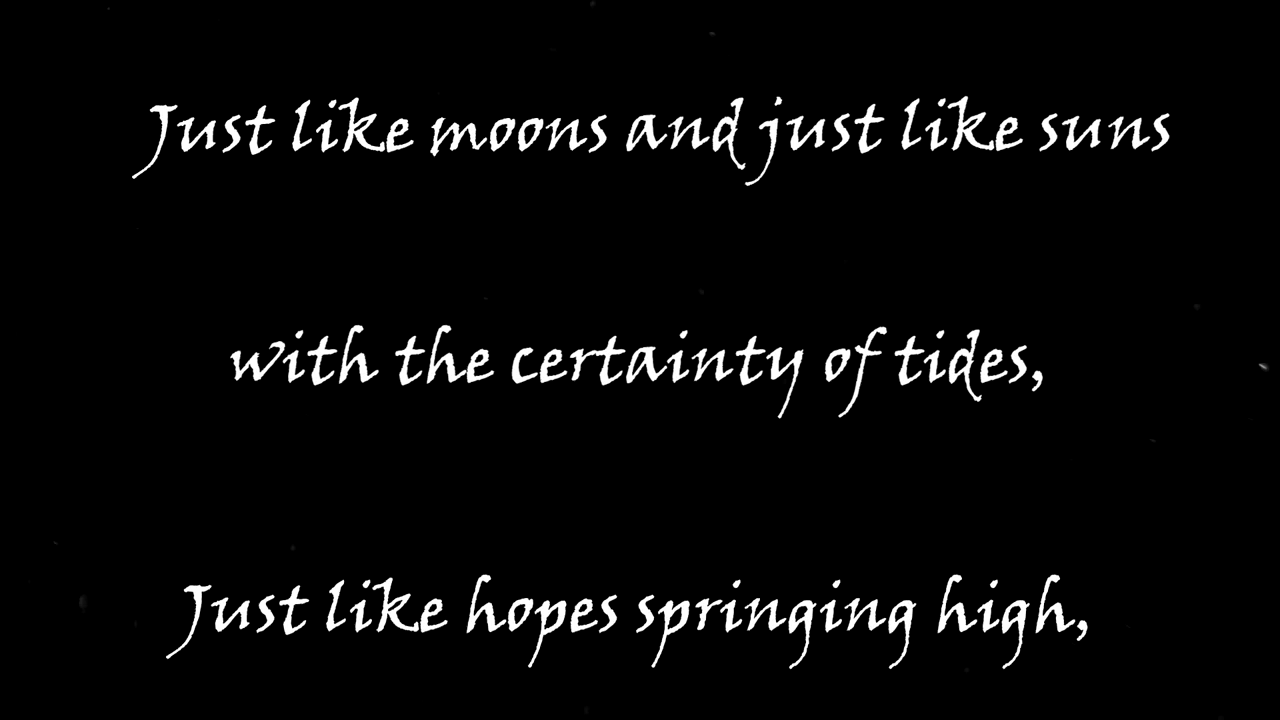 Just like moons and just like suns
with the certainty of tides,
Just like hopes springing high,